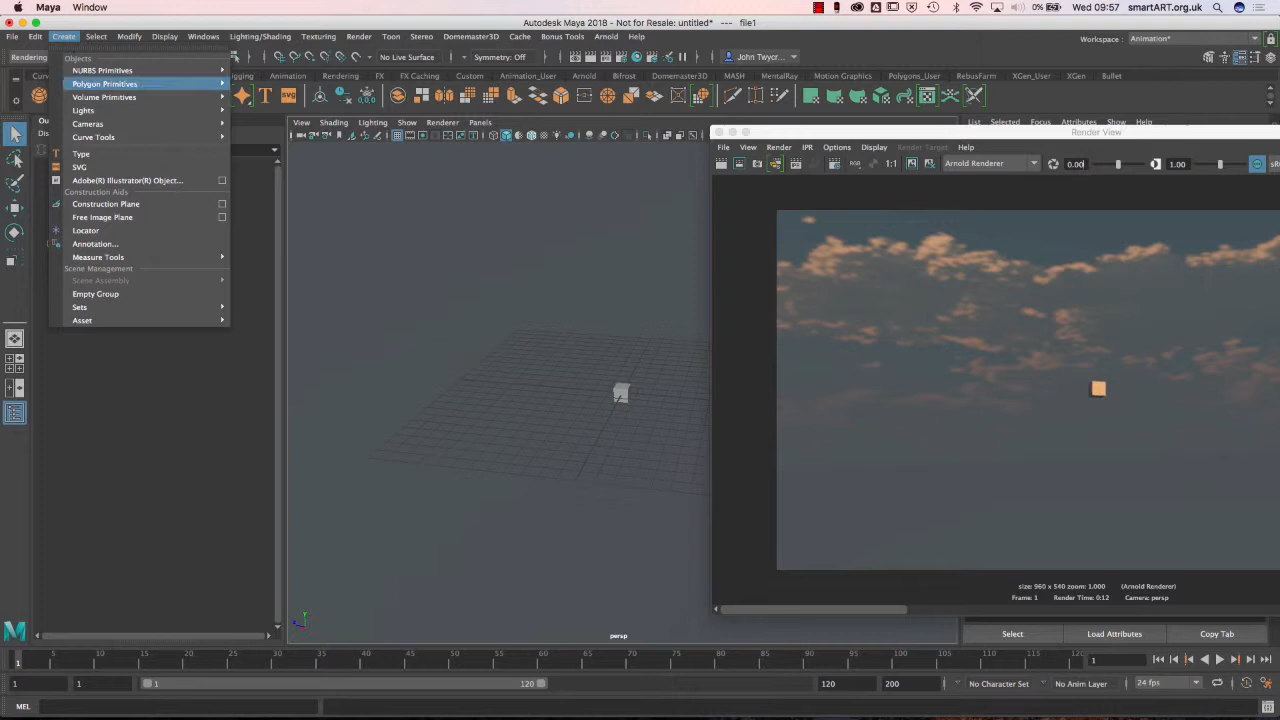 Maya Window 0% Wed 09:57 smartART.org.uk
Autodesk Maya 2018 - Not for Resale: untitled* --- file1
File Edit Create Select Modify Display Windows Lighting/Shading Texturing Render Toon Stereo Domemaster3D Cache Bonus Tools Arnold Help Workspace : Animation*
Rendering No Live Surface Symmetry: Off John Twycr...
Objects
NURBS Primitives
Polygon Primitives
Volume Primitives
Lights
Cameras
Curve Tools
Type
SVG
Adobe(R) Illustrator(R) Object...
Construction Aids
Construction Plane
Free Image Plane
Locator
Annotation...
Measure Tools
Scene Management
Scene Assembly
Empty Group
Sets
Asset
Rigging Animation Rendering FX FX Caching Custom Animation_User Arnold Bifrost Domemaster3D MASH MentalRay Motion Graphics Polygons_User RebusFarm XGen_User XGen Bullet
T SVG
View Shading Lighting Show Renderer Panels
List Selected Focus Attributes Show Help
Render View
File View Render IPR Options Display Render Target Help
RGB 1:1 Arnold Renderer 0.00 1.00
size: 960 x 540 zoom: 1.000 (Arnold Renderer)
Frame: 1 Render Time: 0:12 Camera: persp
persp
Select Load Attributes Copy Tab
1 5 10 15 20 25 30 35 40 45 50 55 60 65 70 75 80 85 90 95 100 105 110 115 1
1 1 1 120 120 200 No Character Set No Anim Layer 24 fps
MEL